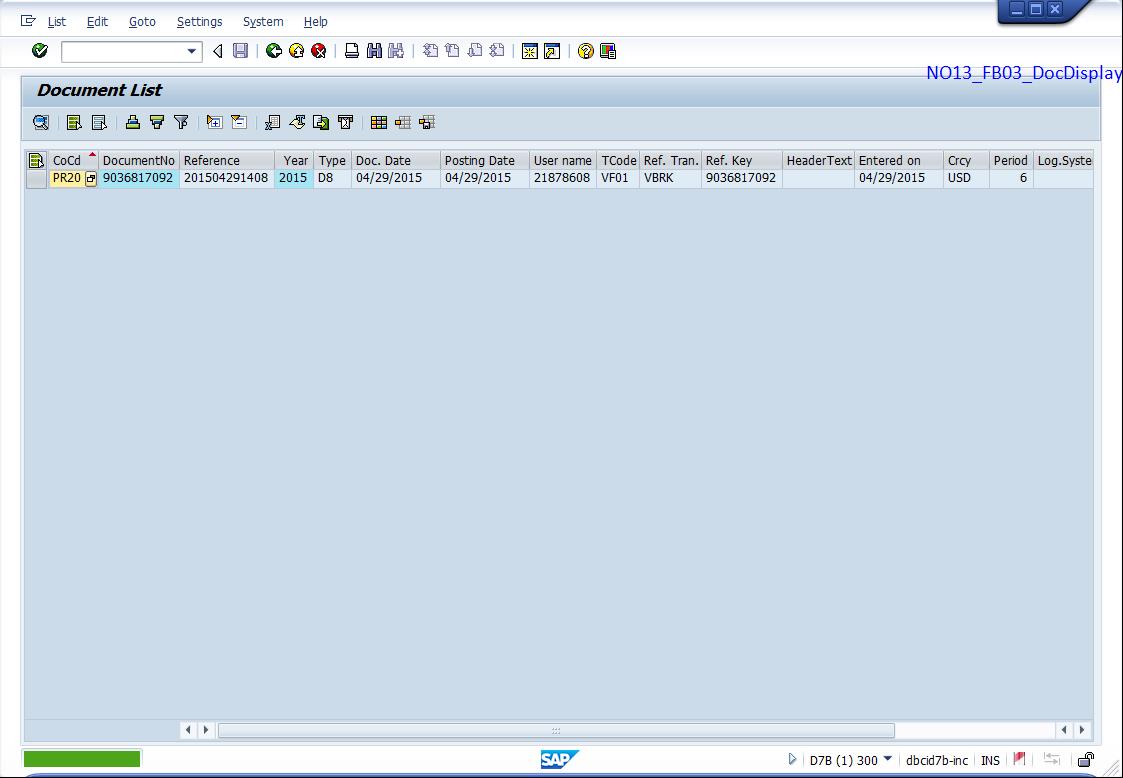 List Edit Goto Settings System Help
NO13_FB03_DocDisplay
Document List
CoCd DocumentNo Reference Year Type Doc. Date Posting Date User name TCode Ref. Tran. Ref. Key HeaderText Entered on Crcy Period Log.Syste
PR20 9036817092 201504291408 2015 D8 04/29/2015 04/29/2015 21878608 VF01 VBRK 9036817092 04/29/2015 USD 6
SAP D7B (1) 300 dbcid7b-inc INS